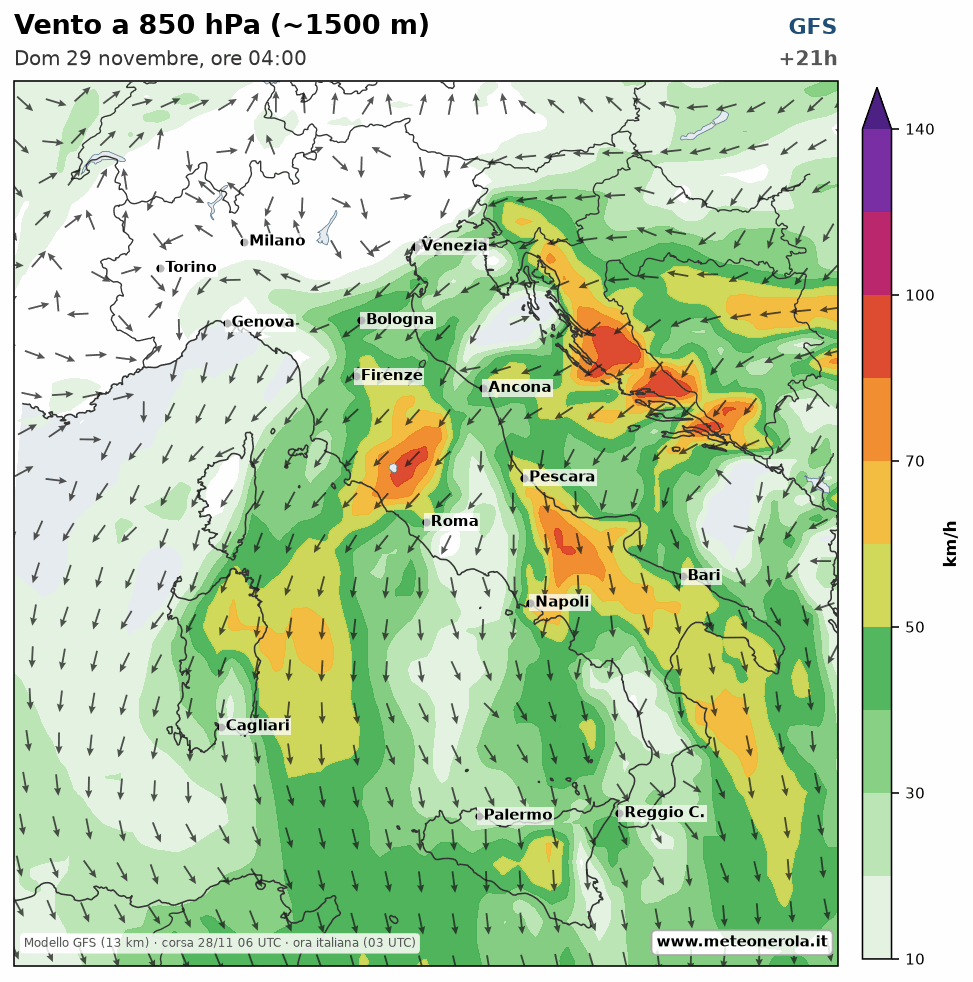 Vento a 850 hPa (~1500 m)
GFS
Dom 29 novembre, ore 04:00
+21h
Milano
Venezia
Torino
Genova
Bologna
Firenze
Ancona
Pescara
Roma
Bari
Napoli
Cagliari
Palermo
Reggio C.
140
100
70
50
30
10
km/h
Modello GFS (13 km) · corsa 28/11 06 UTC · ora italiana (03 UTC)
www.meteonerola.it